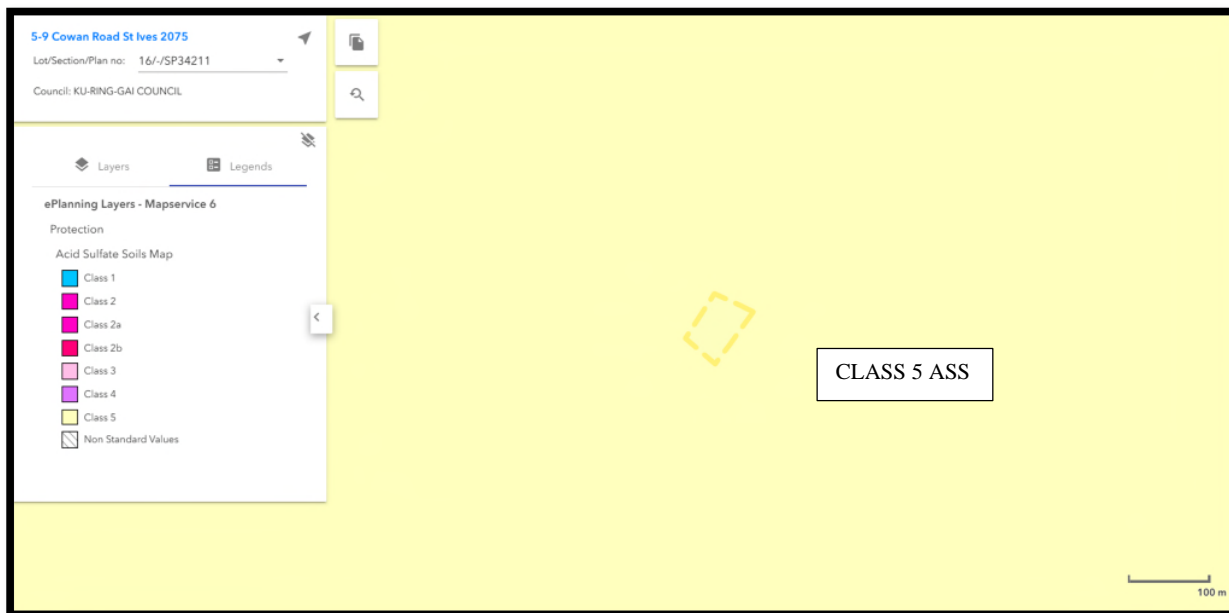 5-9 Cowan Road St Ives 2075
Lot/Section/Plan no: 16/-/SP34211
Council: KU-RING-GAI COUNCIL
Layers Legends
ePlanning Layers - Mapservice 6
Protection
Acid Sulfate Soils Map
Class 1
Class 2
Class 2a
Class 2b
Class 3
Class 4
Class 5
Non Standard Values
CLASS 5 ASS
100 m